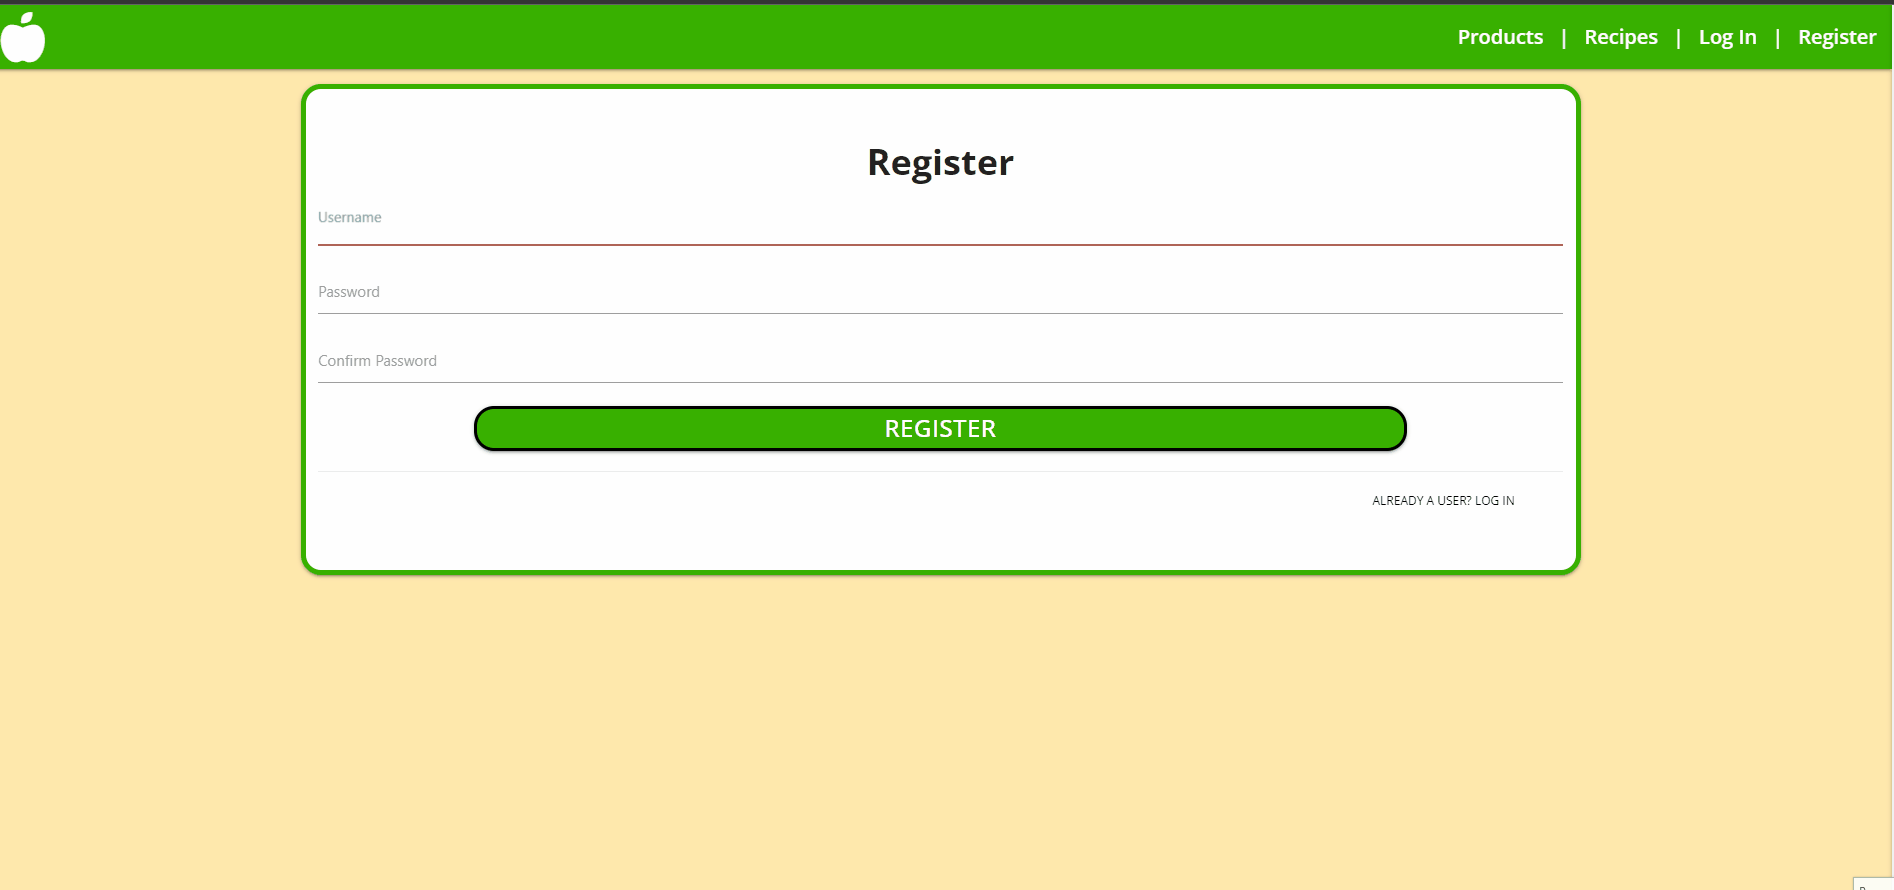 Products | Recipes | Log In | Register
Register
Username
Password
Confirm Password
REGISTER
ALREADY A USER? LOG IN